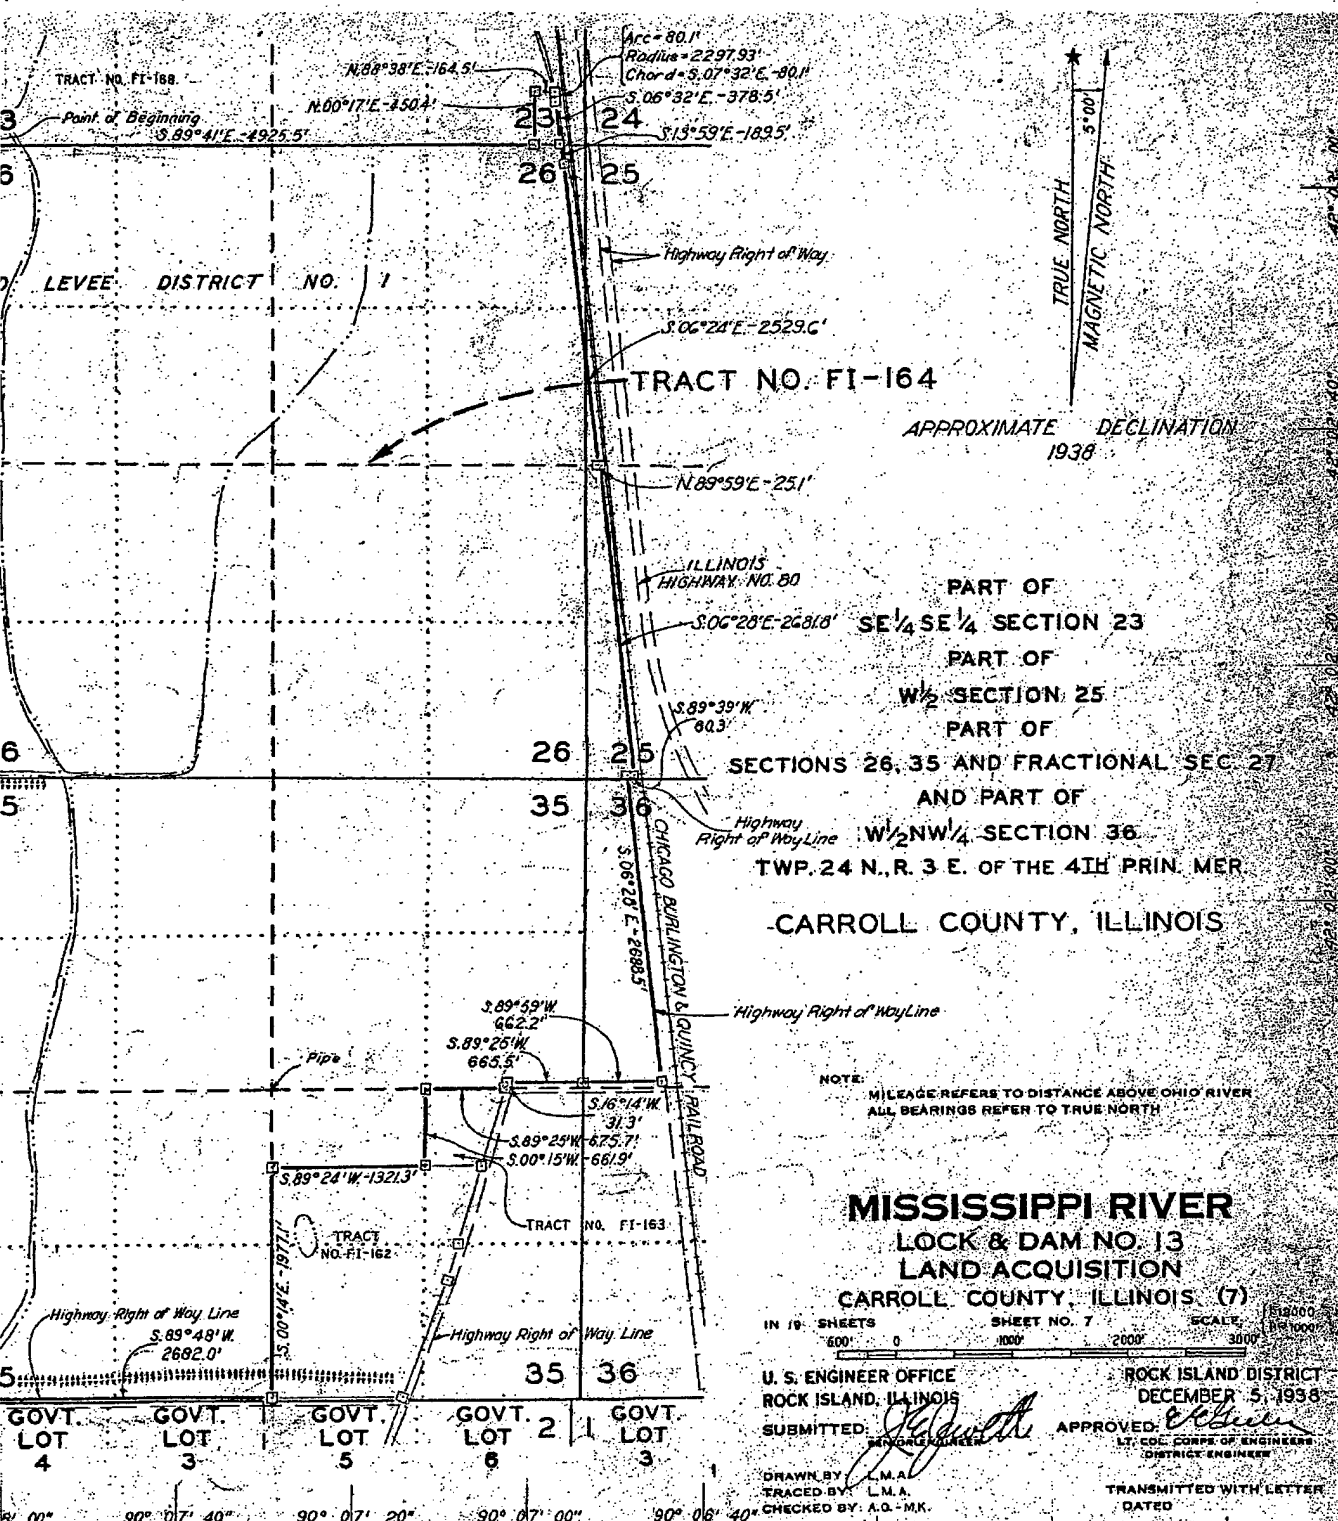 Arc=80.1'
Radius=2297.93'
Chord=S.07°32'E.-80.1'
TRACT NO. FI-168
N.88°38'E.-164.5'
N.00°17'E.-450.4'
S.06°32'E.-378.5'
S.13°59'E.-189.5'
3
Point of Beginning
S.89°41'E.-4925.5'
23
24
6
26
25
TRUE NORTH
MAGNETIC NORTH
5°00'
APPROXIMATE DECLINATION
1938
LEVEE DISTRICT NO. 1
Highway Right of Way
S.06°24'E.-2529.6'
TRACT NO. FI-164
N.89°59'E.-25.1'
ILLINOIS
HIGHWAY NO. 80
S.06°28'E.-2681.8'
PART OF
SE¼ SE¼ SECTION 23
PART OF
W½ SECTION 25
PART OF
SECTIONS 26, 35 AND FRACTIONAL SEC. 27
AND PART OF
W½NW¼ SECTION 36
TWP. 24 N., R. 3 E. OF THE 4TH PRIN. MER.
CARROLL COUNTY, ILLINOIS
S.89°39'W.
60.3'
6
26
25
5
35
36
Highway
Right of Way Line
CHICAGO BURLINGTON & QUINCY RAILROAD
S.06°28'E.-2688.5'
Highway Right of Way Line
S.89°59'W.
662.2'
S.89°26'W.
665.5'
Pipe
S.16°14'W.
31.3'
S.89°25'W.-675.7'
S.00°15'W.-661.9'
S.89°24'W.-1321.3'
TRACT NO. FI-163
TRACT
NO. FI-162
S.00°14'E.-1977.1'
Highway Right of Way Line
S.89°48'W.
2682.0'
Highway Right of Way Line
5
35
36
GOVT.
LOT
4
GOVT.
LOT
3
GOVT.
LOT
5
GOVT.
LOT
6
2
1
GOVT.
LOT
3
1
NOTE:
MILEAGE REFERS TO DISTANCE ABOVE OHIO RIVER
ALL BEARINGS REFER TO TRUE NORTH
MISSISSIPPI RIVER
LOCK & DAM NO. 13
LAND ACQUISITION
CARROLL COUNTY, ILLINOIS (7)
IN 19 SHEETS
SHEET NO. 7
SCALE
600' 0 1000' 2000' 3000'
U. S. ENGINEER OFFICE
ROCK ISLAND, ILLINOIS
ROCK ISLAND DISTRICT
DECEMBER 5, 1938
SUBMITTED:
SENIOR ENGINEER
APPROVED:
LT. COL. CORPS OF ENGINEERS
DISTRICT ENGINEER
DRAWN BY: L.M.A.
TRACED BY: L.M.A.
CHECKED BY: A.O.-M.K.
TRANSMITTED WITH LETTER
DATED
90° 07' 40"
90° 07' 20"
90° 07' 00"
90° 06' 40"